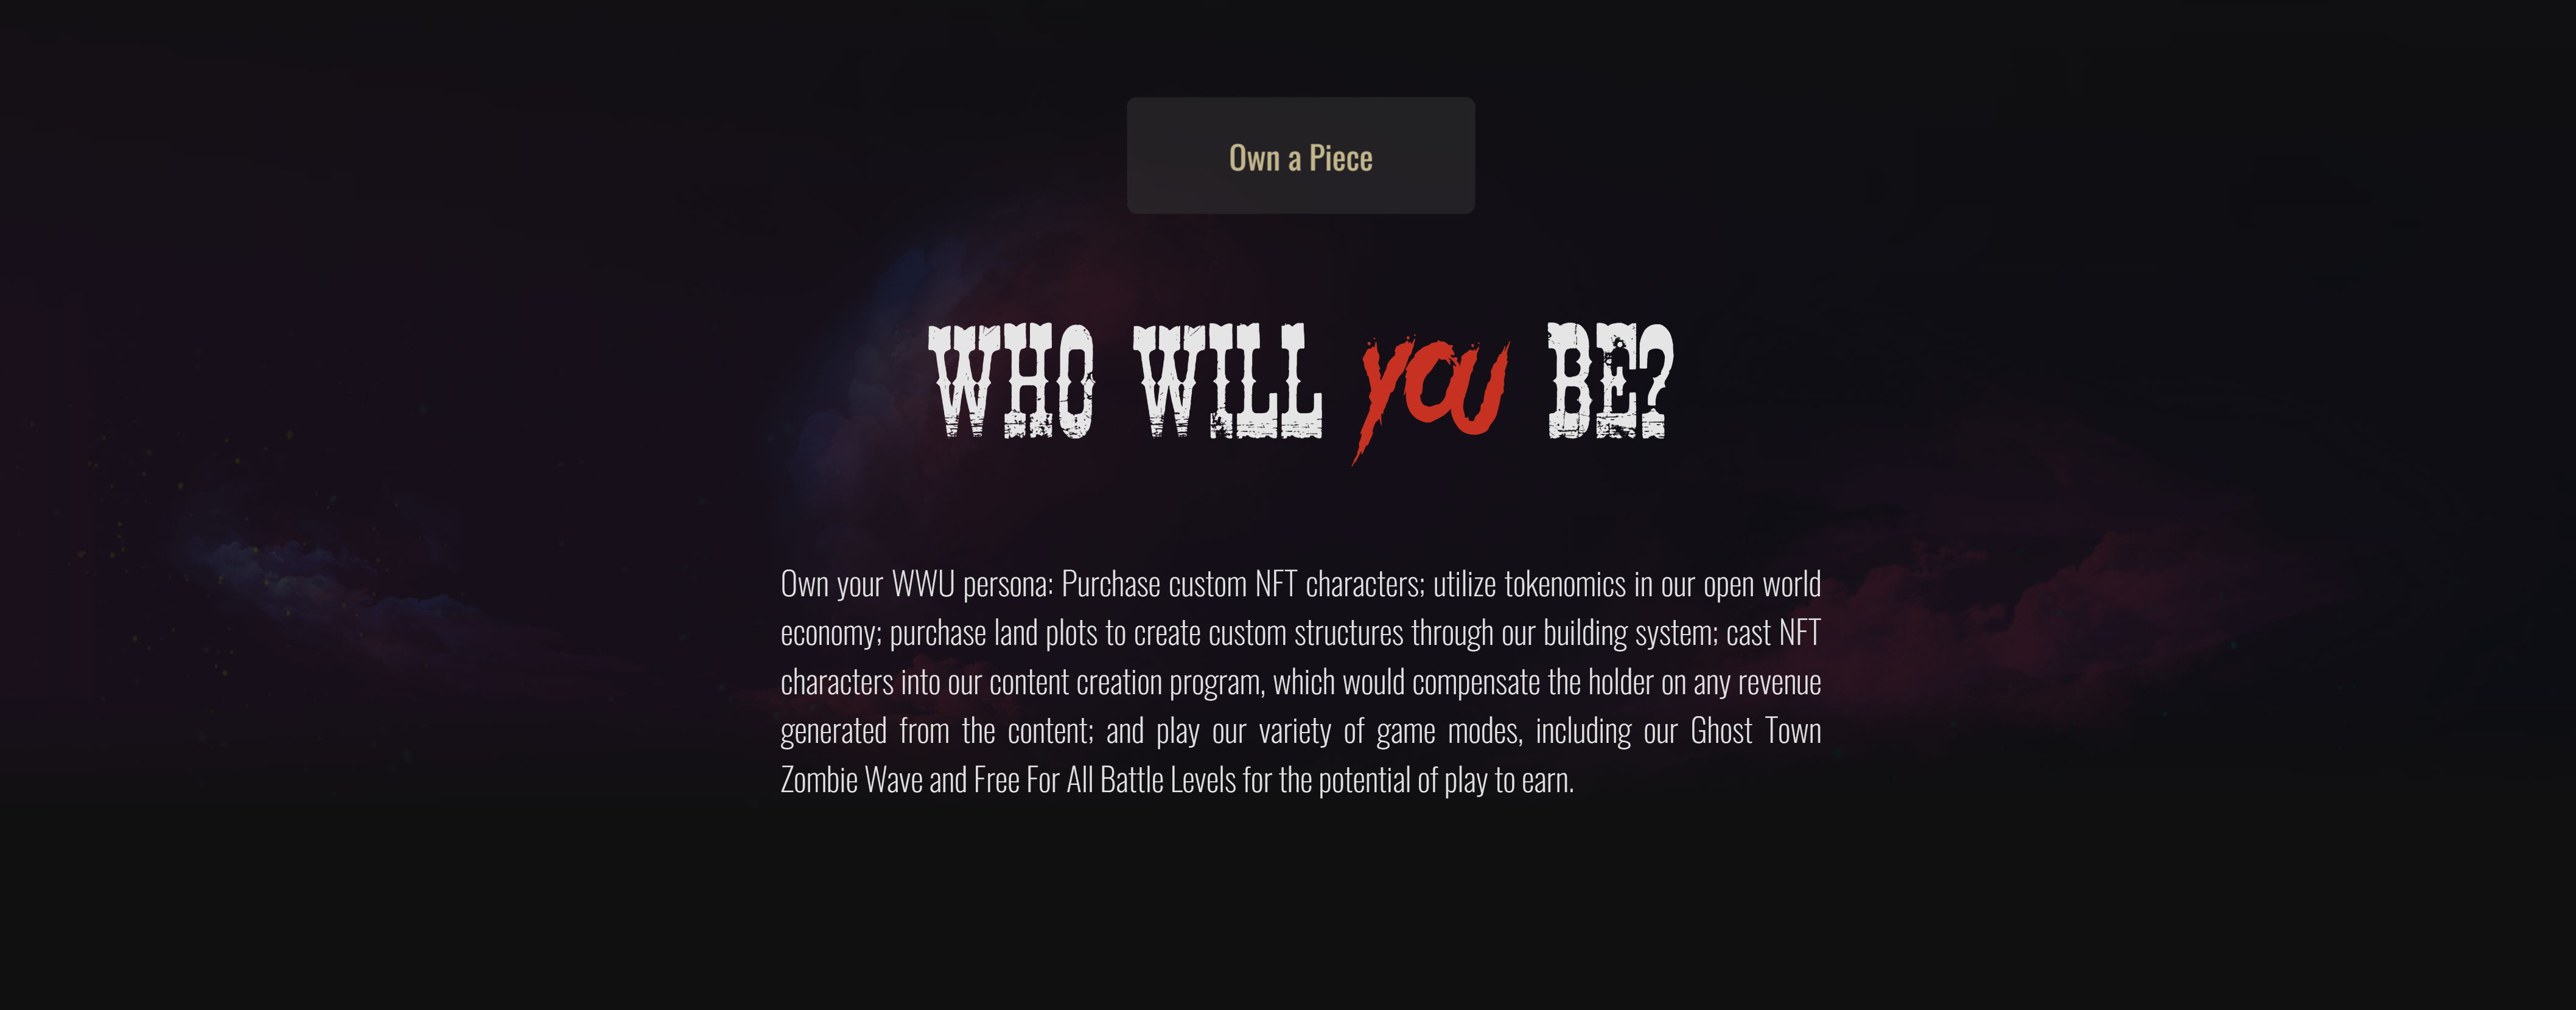 Own a Piece
WHO WILL YOU BE?
Own your WWU persona: Purchase custom NFT characters; utilize tokenomics in our open world
economy; purchase land plots to create custom structures through our building system; cast NFT
characters into our content creation program, which would compensate the holder on any revenue
generated from the content; and play our variety of game modes, including our Ghost Town
Zombie Wave and Free For All Battle Levels for the potential of play to earn.